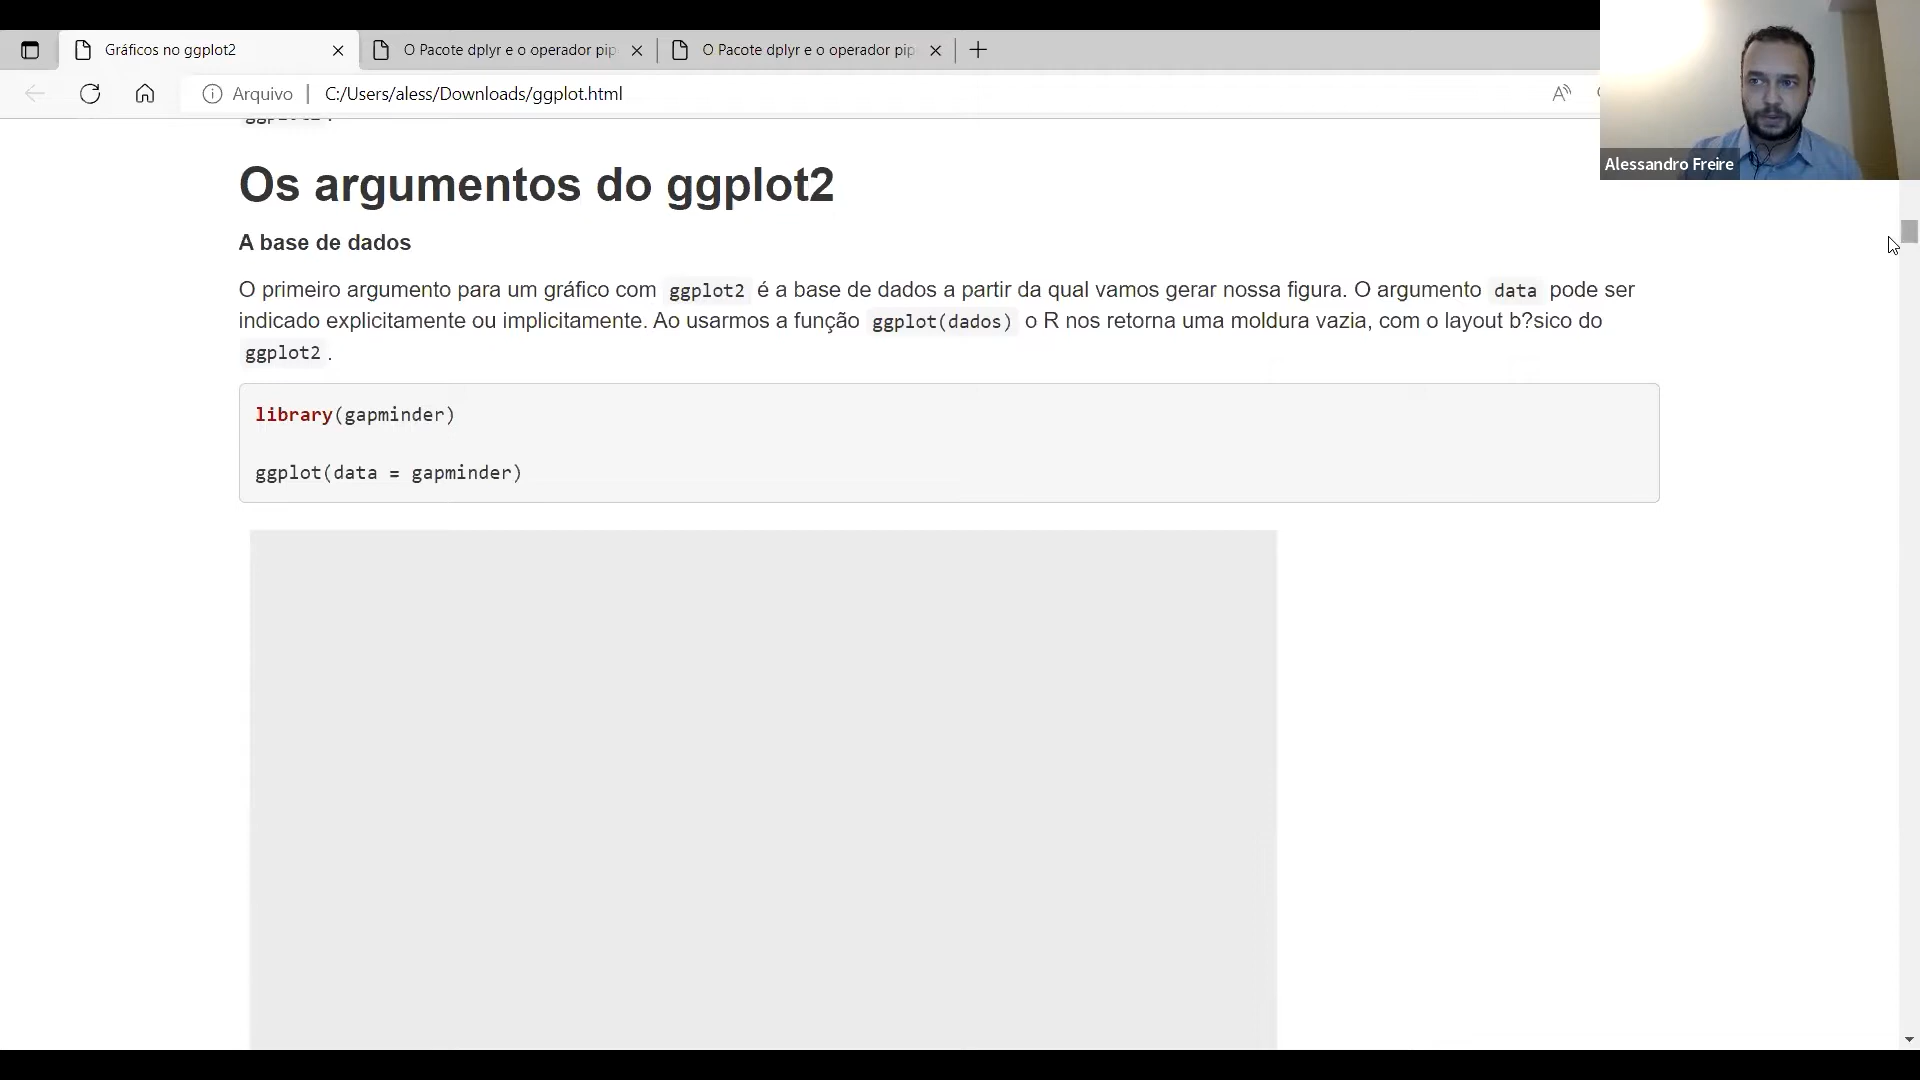 Gráficos no ggplot2
O Pacote dplyr e o operador pip
O Pacote dplyr e o operador pip
Arquivo
C:/Users/aless/Downloads/ggplot.html
Alessandro Freire
Os argumentos do ggplot2
A base de dados
O primeiro argumento para um gráfico com ggplot2 é a base de dados a partir da qual vamos gerar nossa figura. O argumento data pode ser
indicado explicitamente ou implicitamente. Ao usarmos a função ggplot(dados) o R nos retorna uma moldura vazia, com o layout b?sico do
ggplot2 .
library(gapminder)
ggplot(data = gapminder)